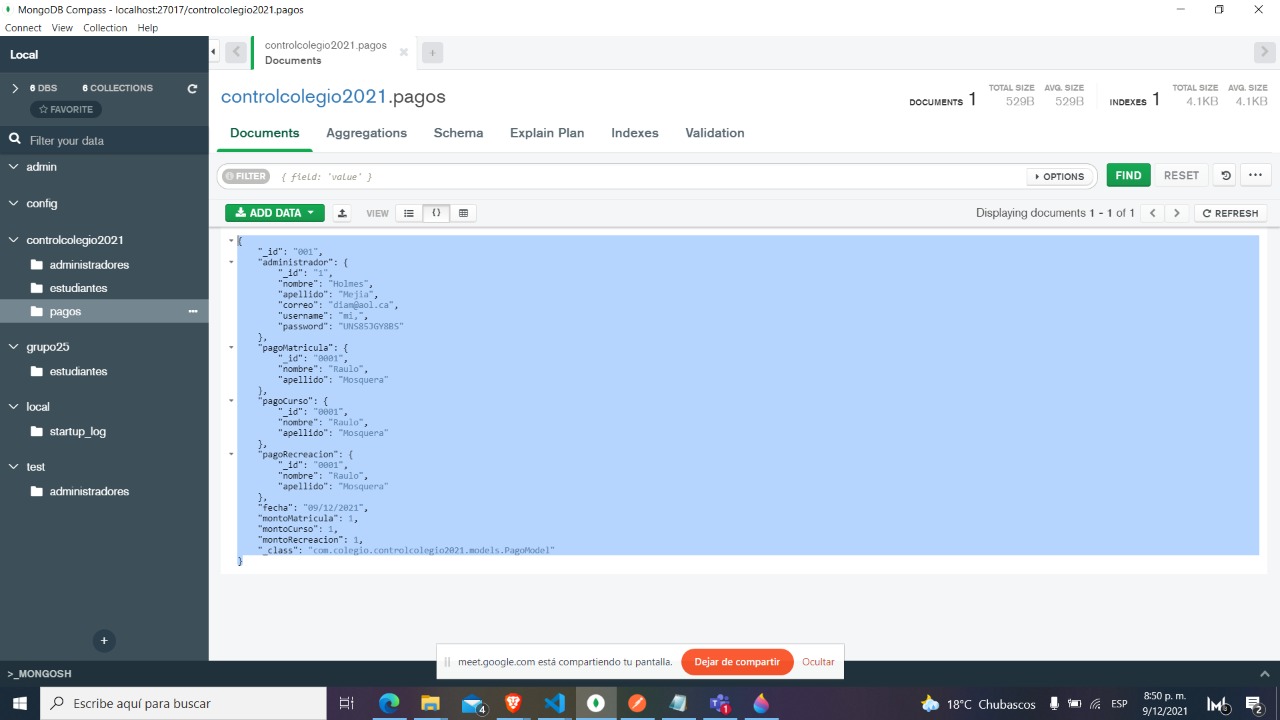 MongoDB Compass - localhost:27017/controlcolegio2021.pagos
Connect View Collection Help
Local
6 DBS 6 COLLECTIONS
FAVORITE
Filter your data
admin
config
controlcolegio2021
administradores
estudiantes
pagos
grupo25
estudiantes
local
startup_log
test
administradores
>_MONGOSH
controlcolegio2021.pagos
Documents
controlcolegio2021.pagos
DOCUMENTS 1 TOTAL SIZE 529B AVG. SIZE 529B INDEXES 1 TOTAL SIZE 4.1KB AVG. SIZE 4.1KB
Documents Aggregations Schema Explain Plan Indexes Validation
FILTER { field: 'value' } OPTIONS FIND RESET
ADD DATA VIEW Displaying documents 1 - 1 of 1 REFRESH
{
"_id": "001",
"administrador": {
"_id": "1",
"nombre": "Holmes",
"apellido": "Mejia",
"correo": "diam@aol.ca",
"username": "mi,",
"password": "UNS85JGY8BS"
},
"pagoMatricula": {
"_id": "0001",
"nombre": "Raulo",
"apellido": "Mosquera"
},
"pagoCurso": {
"_id": "0001",
"nombre": "Raulo",
"apellido": "Mosquera"
},
"pagoRecreacion": {
"_id": "0001",
"nombre": "Raulo",
"apellido": "Mosquera"
},
"fecha": "09/12/2021",
"montoMatricula": 1,
"montoCurso": 1,
"montoRecreacion": 1,
"_class": "com.colegio.controlcolegio2021.models.PagoModel"
}
meet.google.com está compartiendo tu pantalla. Dejar de compartir Ocultar
Escribe aquí para buscar
4
1
18°C Chubascos
ESP
8:50 p. m.
9/12/2021
2